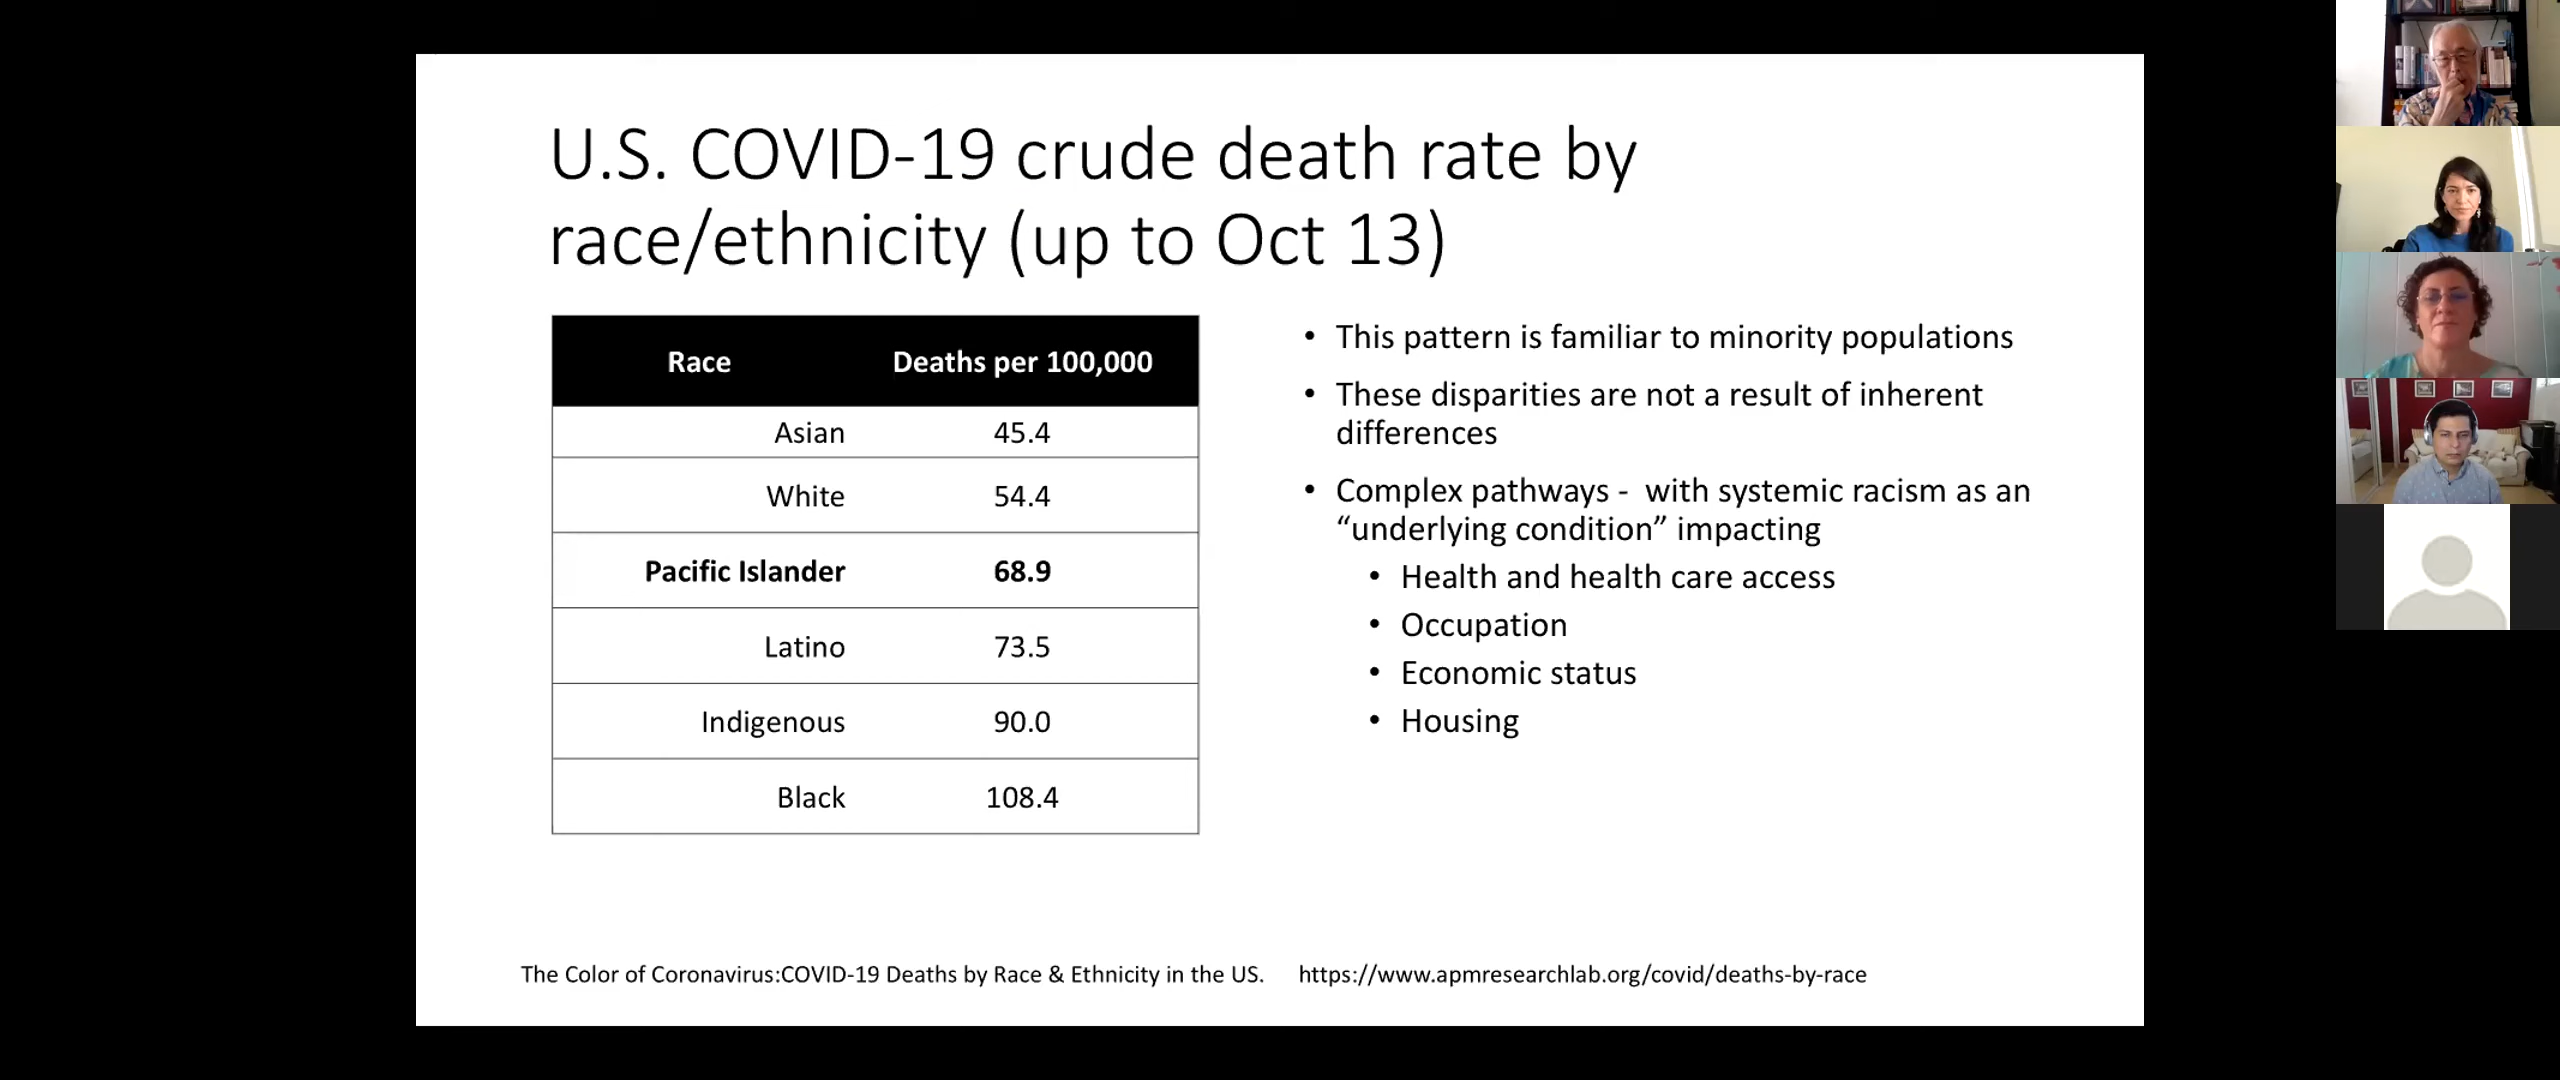 U.S. COVID-19 crude death rate by
race/ethnicity (up to Oct 13)
Race Deaths per 100,000
Asian 45.4
White 54.4
Pacific Islander 68.9
Latino 73.5
Indigenous 90.0
Black 108.4
• This pattern is familiar to minority populations
• These disparities are not a result of inherent
differences
• Complex pathways - with systemic racism as an
“underlying condition” impacting
• Health and health care access
• Occupation
• Economic status
• Housing
The Color of Coronavirus:COVID-19 Deaths by Race & Ethnicity in the US. https://www.apmresearchlab.org/covid/deaths-by-race